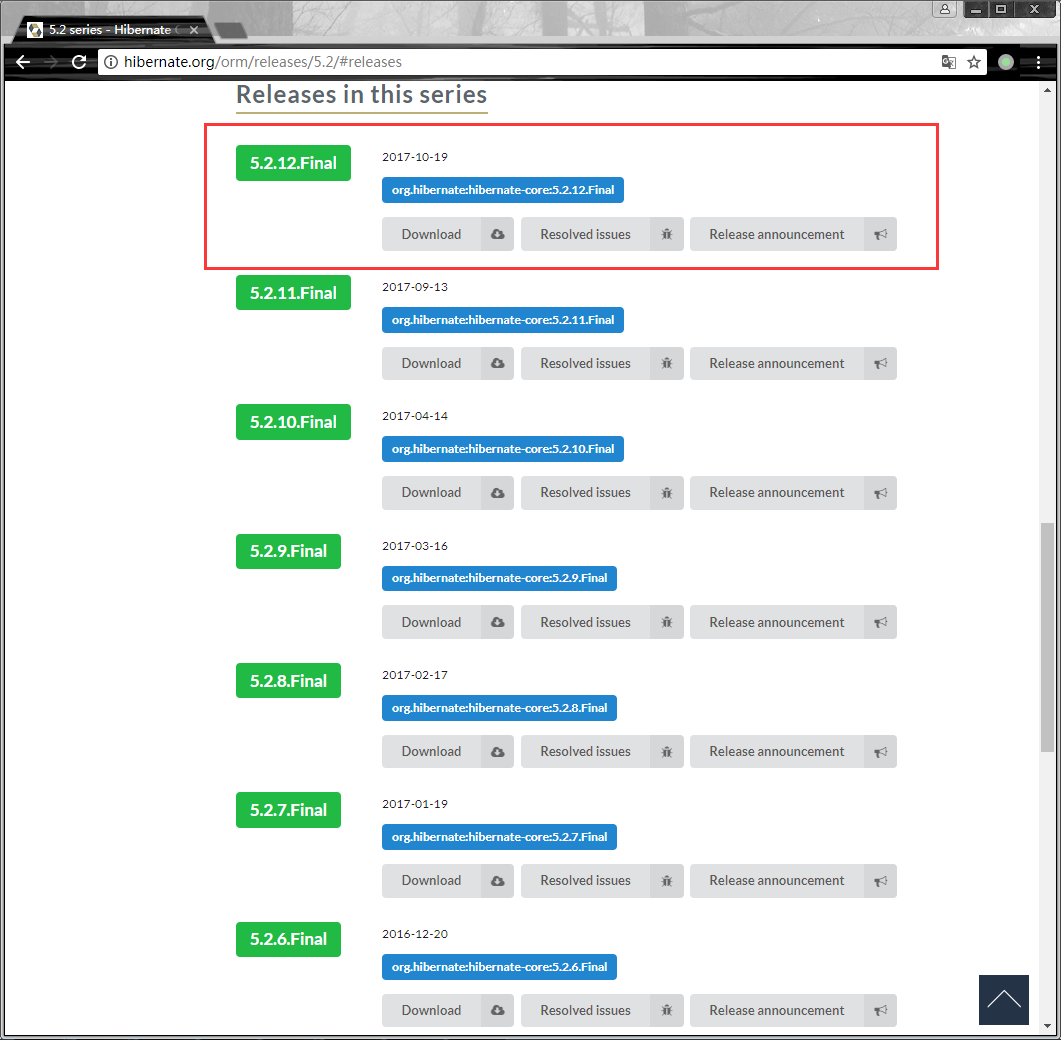 5.2 series - Hibernate
hibernate.org/orm/releases/5.2/#releases
Releases in this series
5.2.12.Final
2017-10-19
org.hibernate:hibernate-core:5.2.12.Final
Download Resolved issues Release announcement
5.2.11.Final
2017-09-13
org.hibernate:hibernate-core:5.2.11.Final
Download Resolved issues Release announcement
5.2.10.Final
2017-04-14
org.hibernate:hibernate-core:5.2.10.Final
Download Resolved issues Release announcement
5.2.9.Final
2017-03-16
org.hibernate:hibernate-core:5.2.9.Final
Download Resolved issues Release announcement
5.2.8.Final
2017-02-17
org.hibernate:hibernate-core:5.2.8.Final
Download Resolved issues Release announcement
5.2.7.Final
2017-01-19
org.hibernate:hibernate-core:5.2.7.Final
Download Resolved issues Release announcement
5.2.6.Final
2016-12-20
org.hibernate:hibernate-core:5.2.6.Final
Download Resolved issues Release announcement